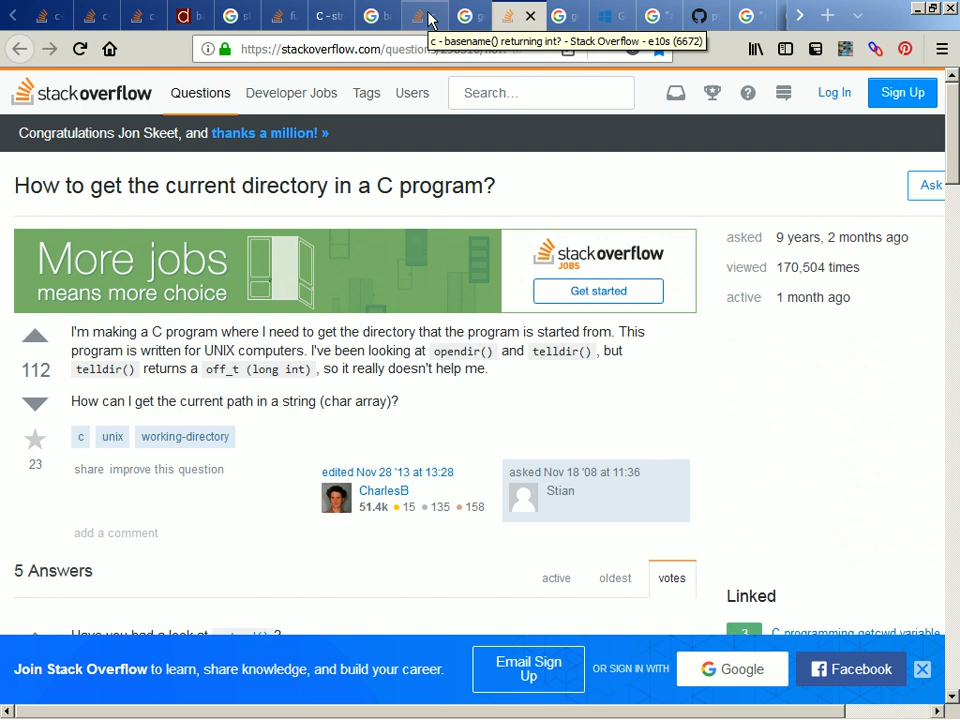 C - str
c - basename() returning int? - Stack Overflow - e10s (6672)
https://stackoverflow.com/question
stackoverflow
Questions
Developer Jobs
Tags
Users
Search...
Log In
Sign Up
Congratulations Jon Skeet, and thanks a million! »
How to get the current directory in a C program?
Ask
More jobs
means more choice
stackoverflow
JOBS
Get started
asked 9 years, 2 months ago
viewed 170,504 times
active 1 month ago
I'm making a C program where I need to get the directory that the program is started from. This
program is written for UNIX computers. I've been looking at opendir() and telldir(), but
telldir() returns a off_t (long int), so it really doesn't help me.
112
How can I get the current path in a string (char array)?
c unix working-directory
23
share improve this question
edited Nov 28 '13 at 13:28
CharlesB
51.4k 15 135 158
asked Nov 18 '08 at 11:36
Stian
add a comment
5 Answers
active
oldest
votes
Linked
3 C programming getcwd variable
Have you had a look at
Join Stack Overflow to learn, share knowledge, and build your career.
Email Sign
Up
OR SIGN IN WITH
Google
Facebook